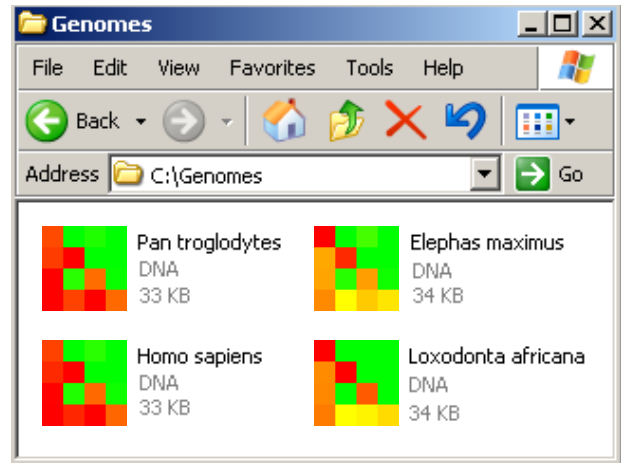 Genomes
File Edit View Favorites Tools Help
Back
Address C:\Genomes Go
Pan troglodytes
DNA
33 KB
Elephas maximus
DNA
34 KB
Homo sapiens
DNA
33 KB
Loxodonta africana
DNA
34 KB